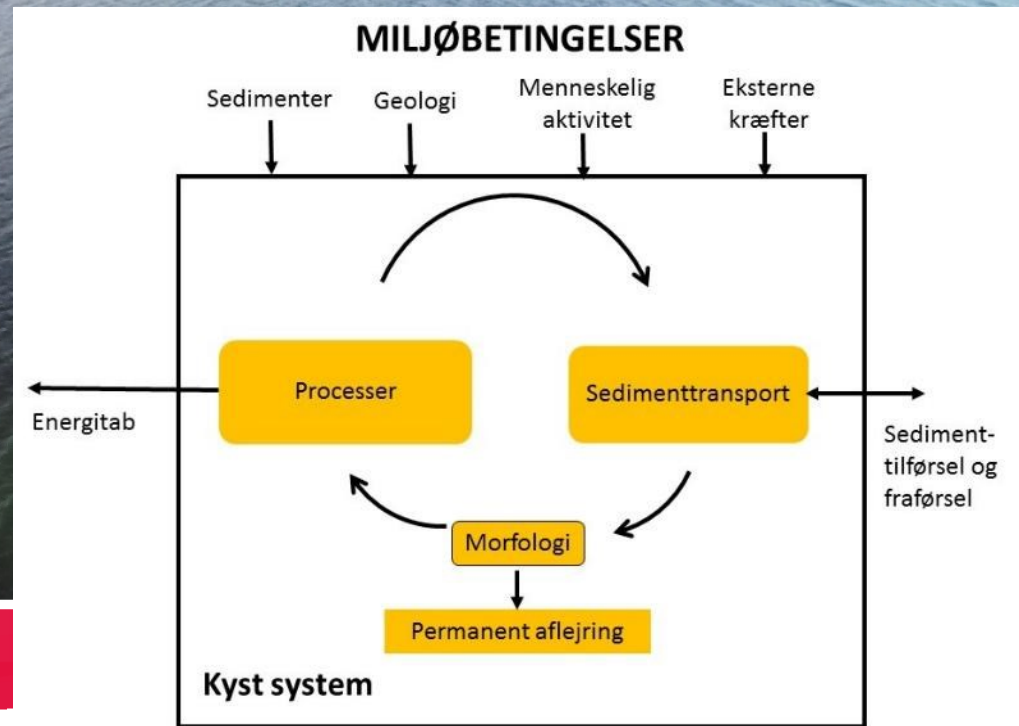 MILJØBETINGELSER
Sedimenter
Geologi
Menneskelig
aktivitet
Eksterne
kræfter
Processer
Sedimenttransport
Energitab
Sediment-
tilførsel og
fraførsel
Morfologi
Permanent aflejring
Kyst system